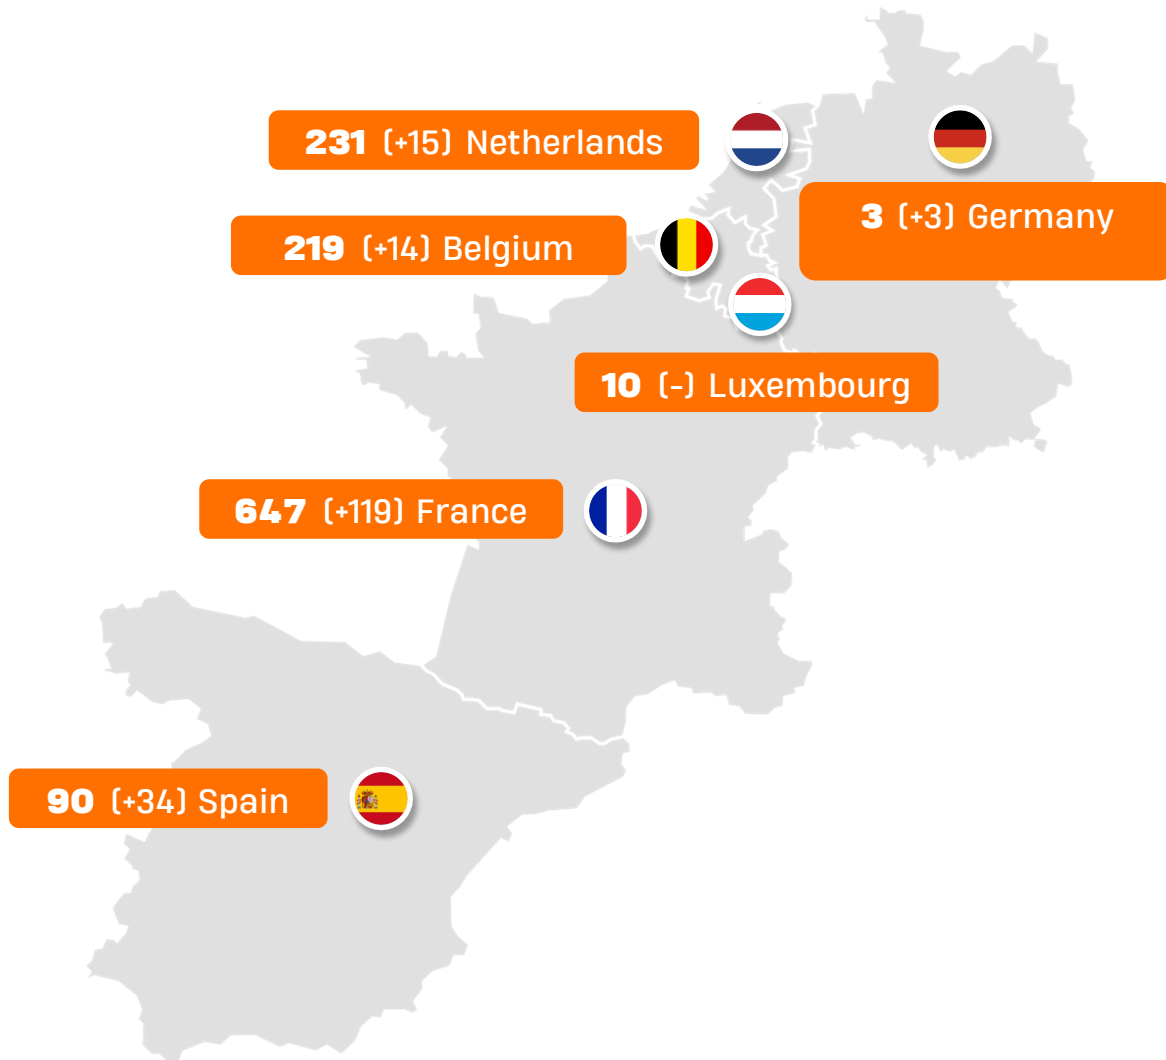 231 (+15) Netherlands
3 (+3) Germany
219 (+14) Belgium
10 (-) Luxembourg
647 (+119) France
90 (+34) Spain